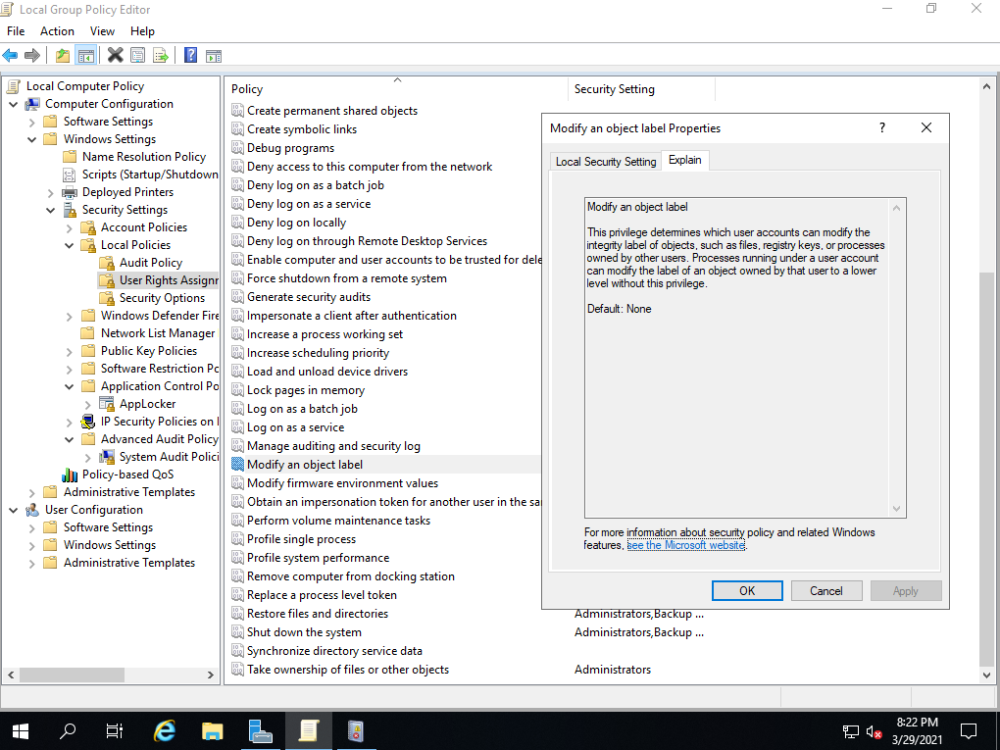 Local Group Policy Editor
File Action View Help
Local Computer Policy
Computer Configuration
Software Settings
Windows Settings
Name Resolution Policy
Scripts (Startup/Shutdown
Deployed Printers
Security Settings
Account Policies
Local Policies
Audit Policy
User Rights Assignr
Security Options
Windows Defender Fire
Network List Manager
Public Key Policies
Software Restriction Po
Application Control Po
AppLocker
IP Security Policies on l
Advanced Audit Policy
System Audit Polici
Policy-based QoS
Administrative Templates
User Configuration
Software Settings
Windows Settings
Administrative Templates
Policy Security Setting
Create permanent shared objects
Create symbolic links
Debug programs
Deny access to this computer from the network
Deny log on as a batch job
Deny log on as a service
Deny log on locally
Deny log on through Remote Desktop Services
Enable computer and user accounts to be trusted for dele
Force shutdown from a remote system
Generate security audits
Impersonate a client after authentication
Increase a process working set
Increase scheduling priority
Load and unload device drivers
Lock pages in memory
Log on as a batch job
Log on as a service
Manage auditing and security log
Modify an object label
Modify firmware environment values
Obtain an impersonation token for another user in the sa
Perform volume maintenance tasks
Profile single process
Profile system performance
Remove computer from docking station
Replace a process level token
Restore files and directories Administrators,Backup ...
Shut down the system Administrators,Backup ...
Synchronize directory service data
Take ownership of files or other objects Administrators
Modify an object label Properties
?
Local Security Setting Explain
Modify an object label
This privilege determines which user accounts can modify the
integrity label of objects, such as files, registry keys, or processes
owned by other users. Processes running under a user account
can modify the label of an object owned by that user to a lower
level without this privilege.
Default: None
For more information about security policy and related Windows
features, see the Microsoft website.
OK Cancel Apply
8:22 PM
3/29/2021